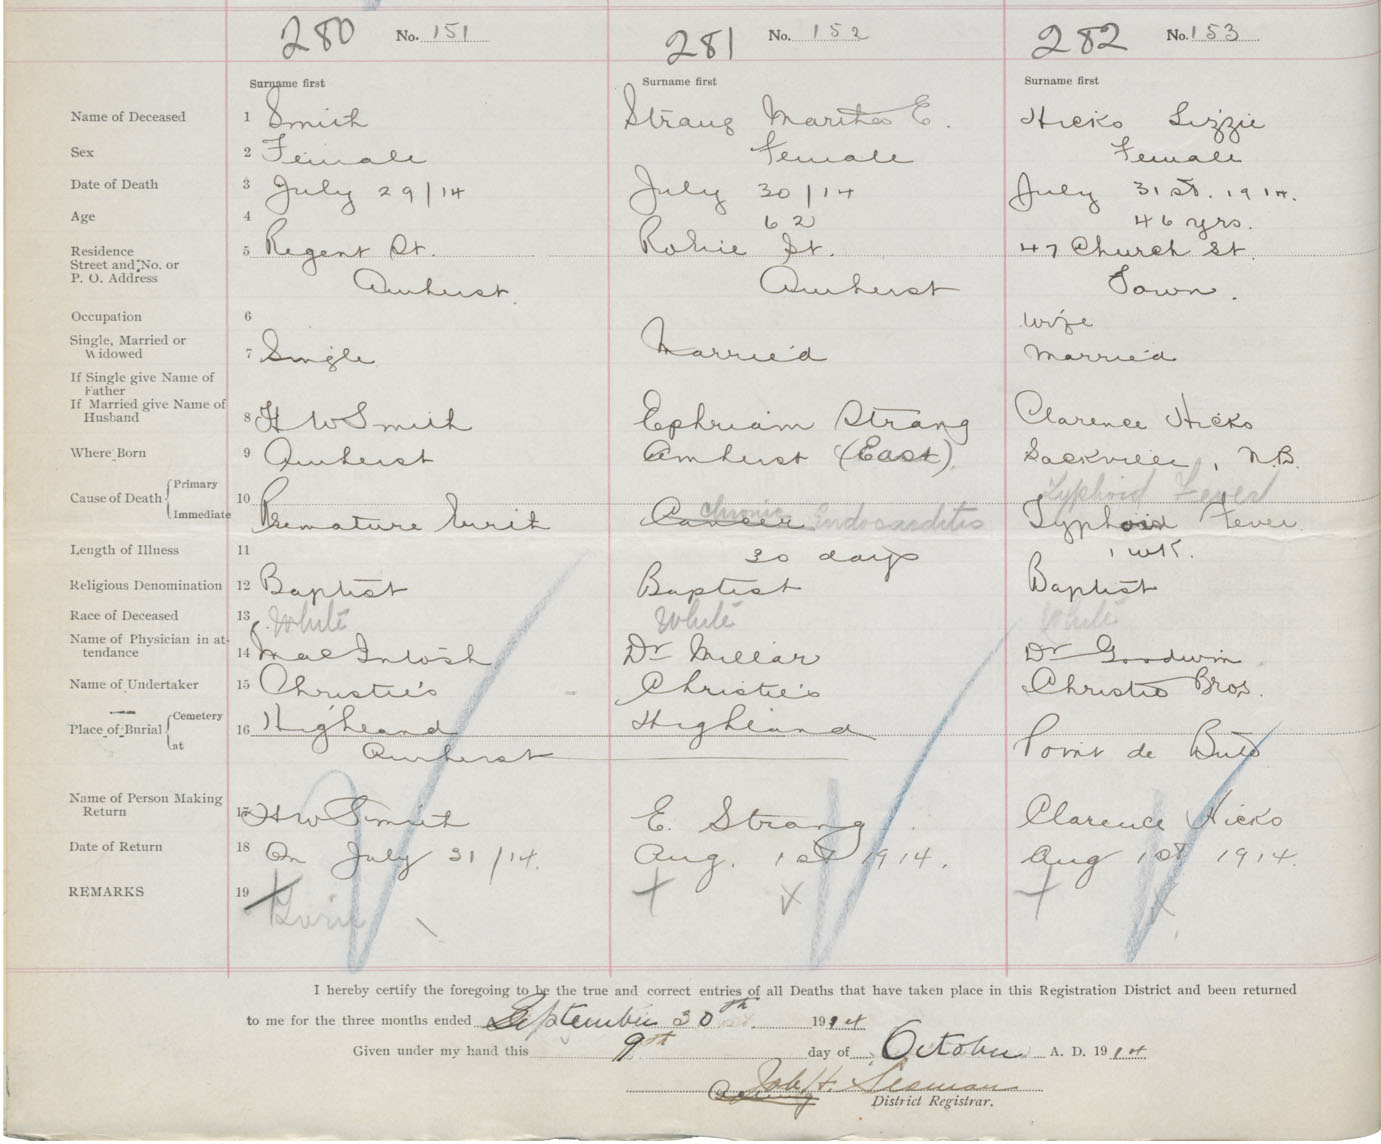 280 No. 151 281 No. 152 282 No. 153
Surname first Surname first Surname first
Name of Deceased 1 Smith Strang Martha E. Hicks Lizzie
Sex 2 Female Female Female
Date of Death 3 July 29/14 July 30/14 July 31st. 1914.
Age 4 62 46 yrs.
Residence 5 Regent St. Robie St. 47 Church St.
Street and No. or
P. O. Address Amherst. Amherst Town.
Occupation 6 wife
Single, Married or
Widowed 7 Single Married Married
If Single give Name of
Father
If Married give Name of
Husband 8 H W Smith Ephriam Strang Clarence Hicks
Where Born 9 Amherst Amherst (East). Sackville, N.B.
Cause of Death Primary 10 Typhoid Fever
Immediate Premature Birth Cancer Chronic Endocarditis Typhoid Fever
Length of Illness 11 30 days 1 wk.
Religious Denomination 12 Baptist Baptist Baptist
Race of Deceased 13 White White White
Name of Physician in at-
tendance 14 MacIntosh Dr Millar Dr Goodwin
Name of Undertaker 15 Christie's Christie's Christie Bros.
Place of Burial Cemetery 16 Highland Highland
at Amherst Point de Bute
Name of Person Making
Return 17 H W Smith E. Strang. Clarence Hicks
Date of Return 18 On July 31/14. Aug. 1st 1914. Aug 1st 1914.
REMARKS 19
I hereby certify the foregoing to be the true and correct entries of all Deaths that have taken place in this Registration District and been returned
to me for the three months ended September 30th 1914
Given under my hand this 9th day of October A. D. 1914
District Registrar.